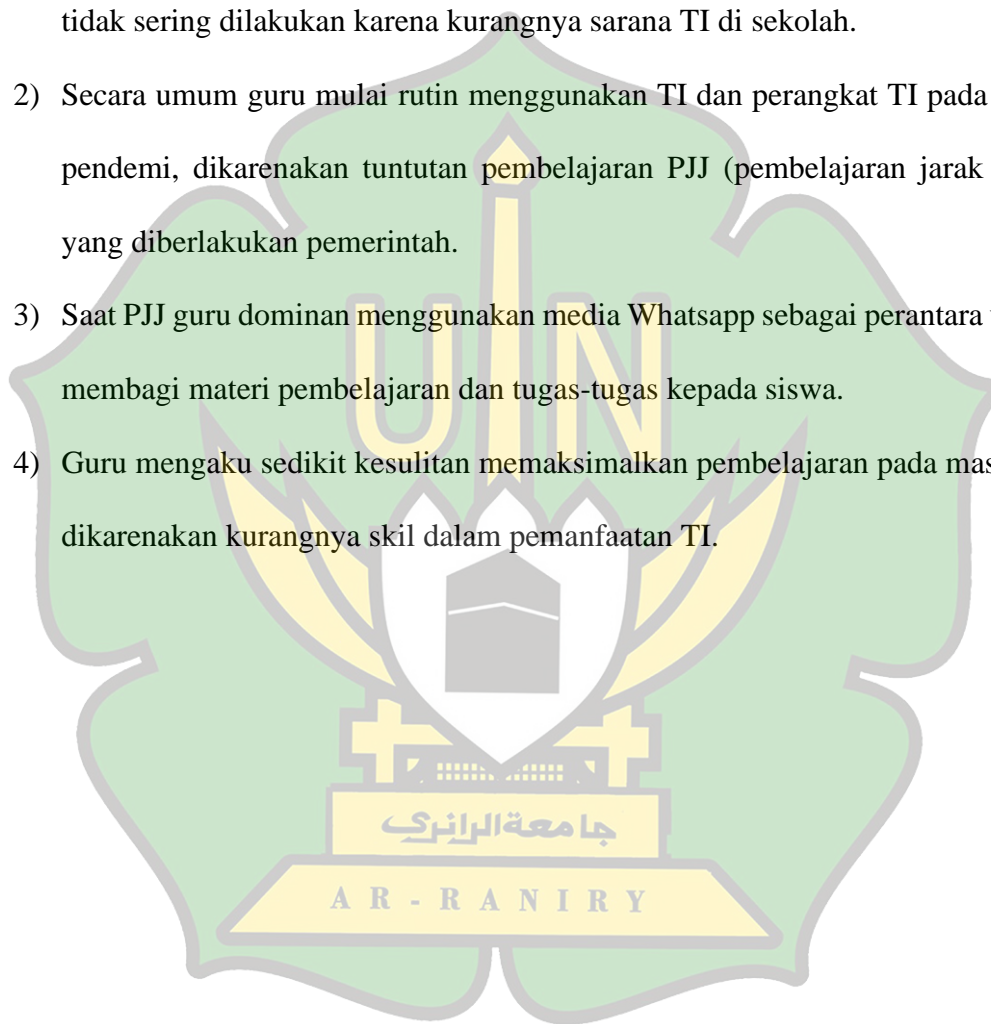 tidak sering dilakukan karena kurangnya sarana TI di sekolah.
2) Secara umum guru mulai rutin menggunakan TI dan perangkat TI pada
pendemi, dikarenakan tuntutan pembelajaran PJJ (pembelajaran jarak
yang diberlakukan pemerintah.
3) Saat PJJ guru dominan menggunakan media Whatsapp sebagai perantara
membagi materi pembelajaran dan tugas-tugas kepada siswa.
4) Guru mengaku sedikit kesulitan memaksimalkan pembelajaran pada
dikarenakan kurangnya skil dalam pemanfaatan TI.
UIN
جامعةالرانري
AR-RANIRY